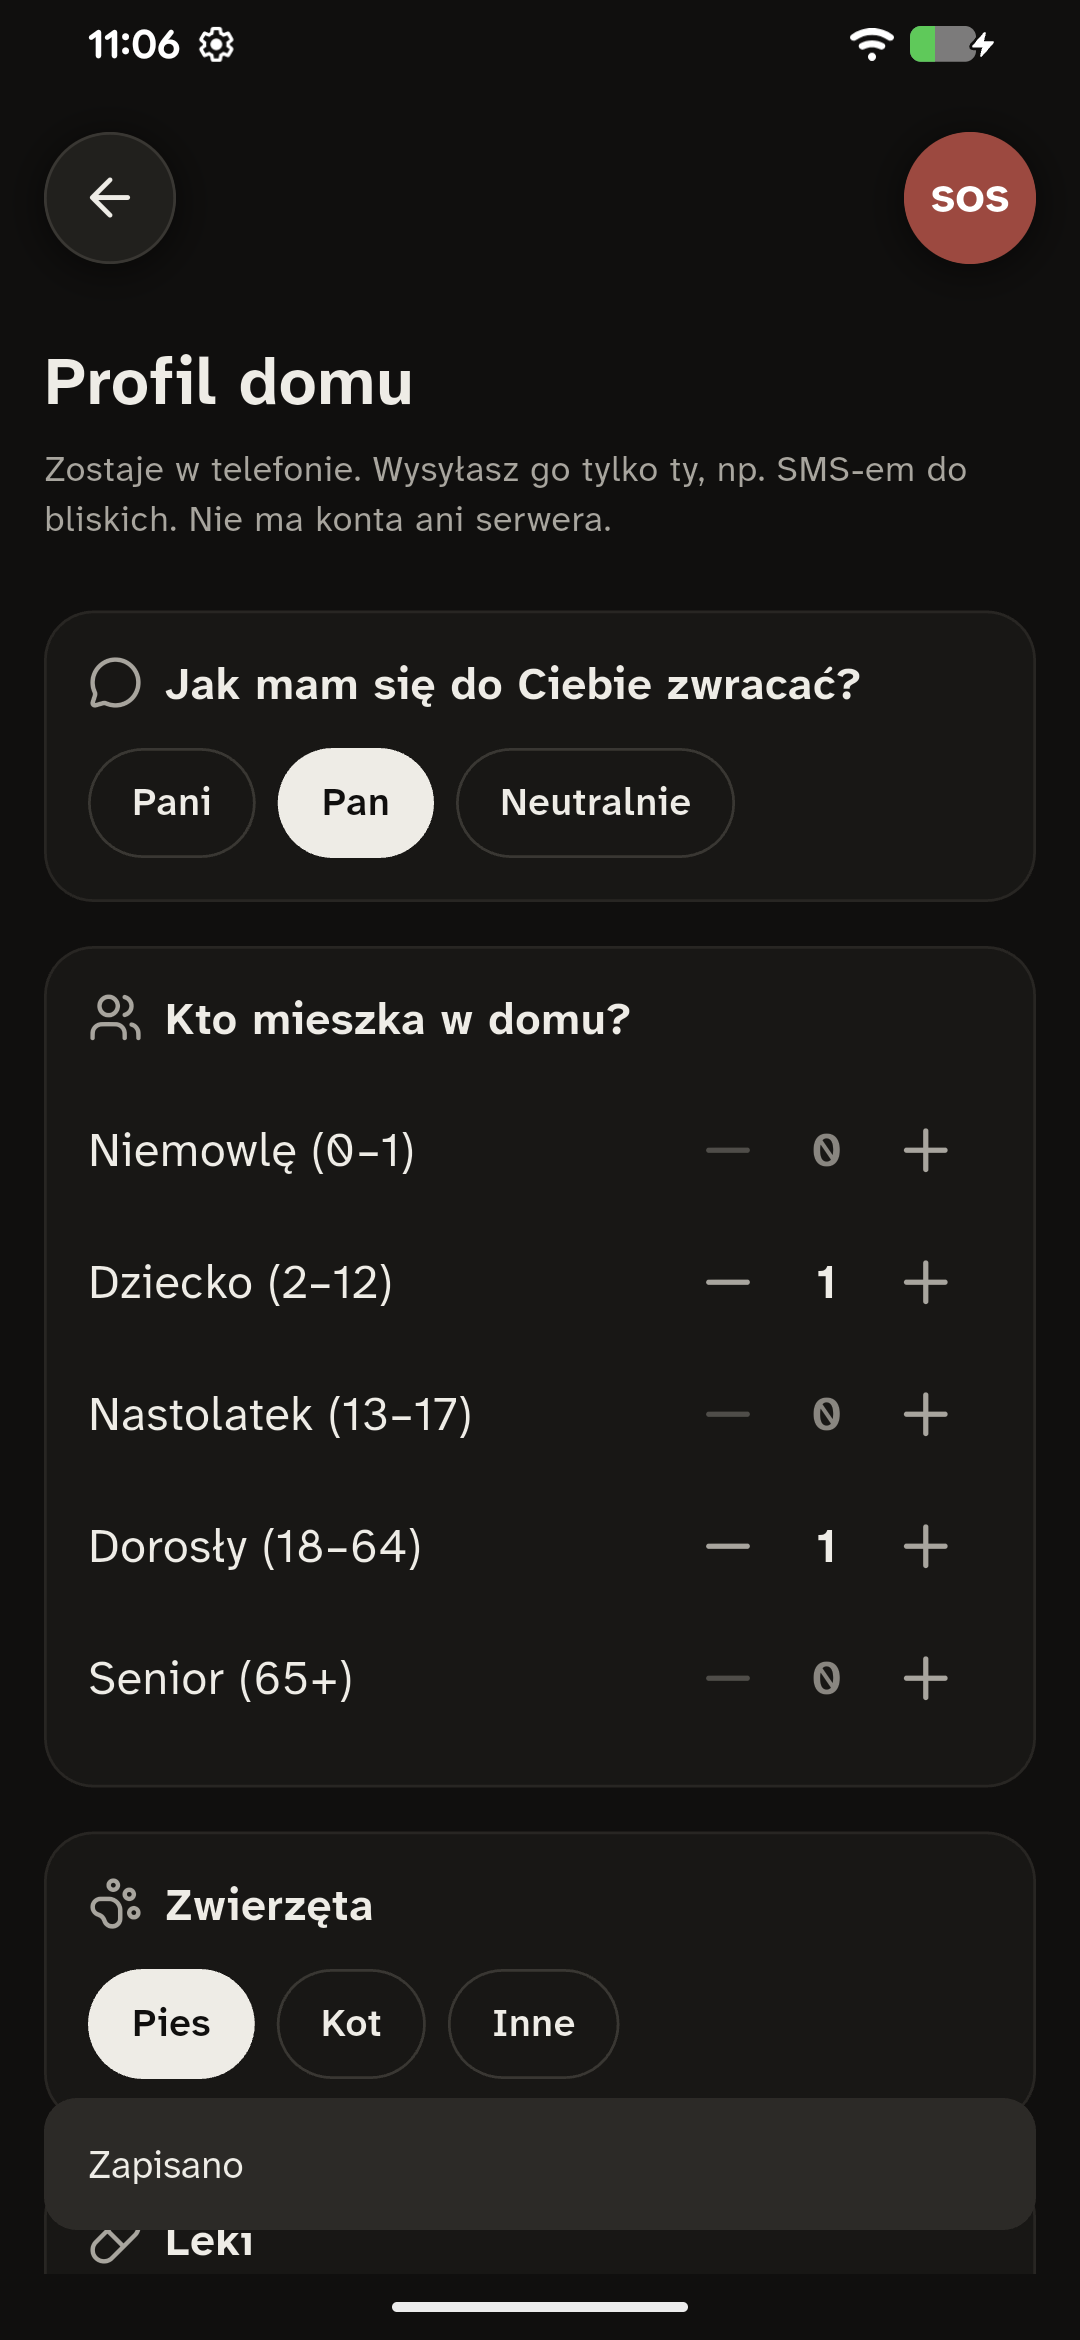 11:06
SOS
Profil domu
Zostaje w telefonie. Wysyłasz go tylko ty, np. SMS-em do
bliskich. Nie ma konta ani serwera.
Jak mam się do Ciebie zwracać?
Pani
Pan
Neutralnie
Kto mieszka w domu?
Niemowlę (0–1)
0
Dziecko (2–12)
1
Nastolatek (13–17)
0
Dorosły (18–64)
1
Senior (65+)
0
Zwierzęta
Pies
Kot
Inne
Zapisano
Leki